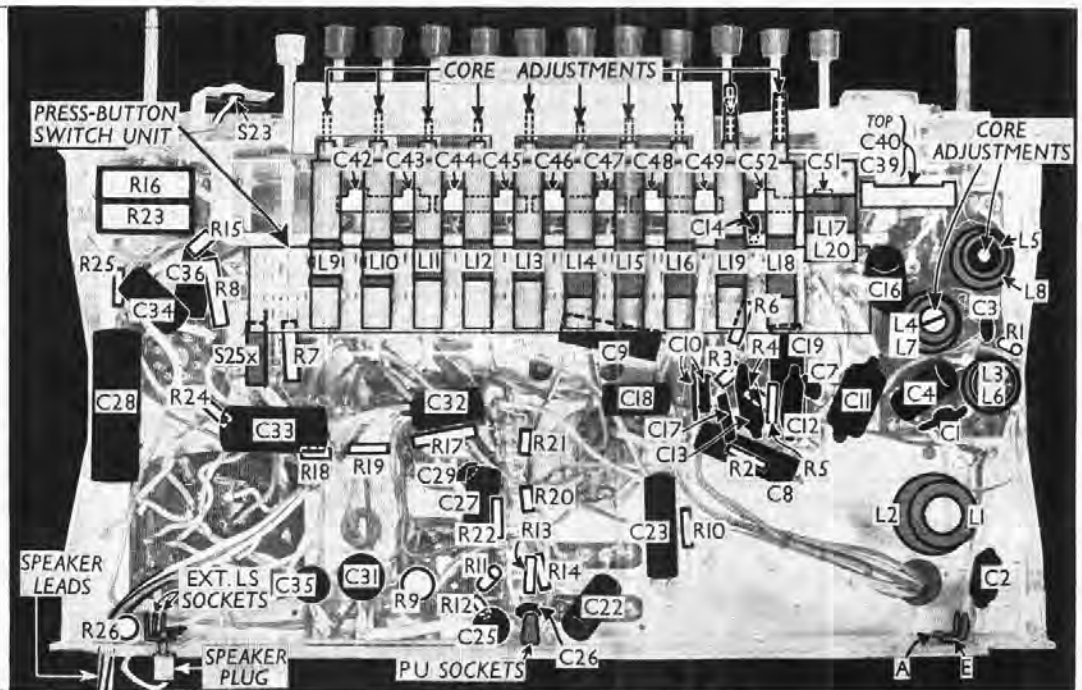 CORE ADJUSTMENTS
PRESS-BUTTON
SWITCH UNIT
S23
TOP
C40
C39
CORE
ADJUSTMENTS
C42 C43 C44 C45 C46 C47 C48 C49 C52 C51
R16
R23
R15
C14
L17
L20
L5
L8
R25
C36
R8
C34
L9 L10 L11 L12 L13 L14 L15 L16 L19 L18
C16
L4
L7
C3
R1
R6
S25x
R7
C9
C10
R3
R4
C19
C7
C28
R24
C33
C32
C18
C17
C13
C12
C11
C4
L3
L6
C1
R18
R19
R17
R21
R2
C8
R5
C29
C27
R22
R20
R13
C23
R10
L2
L1
SPEAKER
LEADS
EXT. LS
SOCKETS
C35
C31
R9
R11
R12
R14
C22
C2
R26
C25
C26
SPEAKER
PLUG
PU SOCKETS
A
E